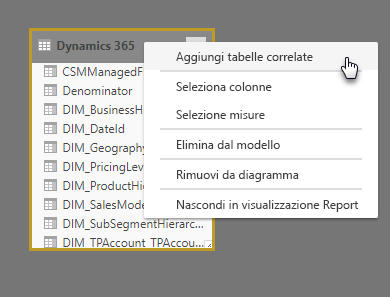 Dynamics 365
CSMManagedF
Denominator
DIM_BusinessH
DIM_DateId
DIM_Geography
DIM_PricingLev
DIM_ProductHie
DIM_SalesMode
DIM_SubSegmentHierarc...
DIM_TPAccount_TPAccou...
Aggiungi tabelle correlate
Seleziona colonne
Selezione misure
Elimina dal modello
Rimuovi da diagramma
Nascondi in visualizzazione Report